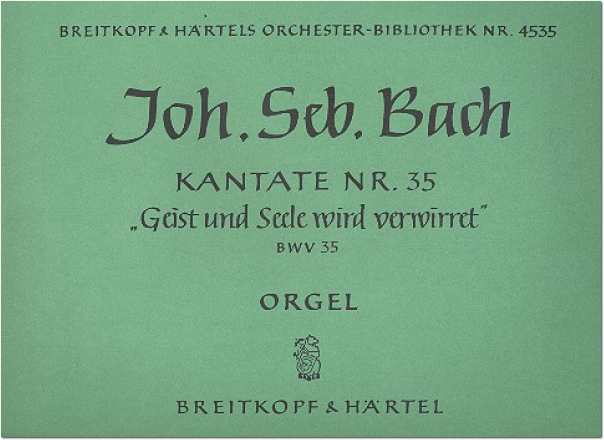 BREITKOPF & HÄRTELS ORCHESTER-BIBLIOTHEK NR. 4535
Joh. Seb. Bach
KANTATE NR. 35
„Geist und Seele wird verwirret“
BWV 35
ORGEL
BREITKOPF & HÄRTEL